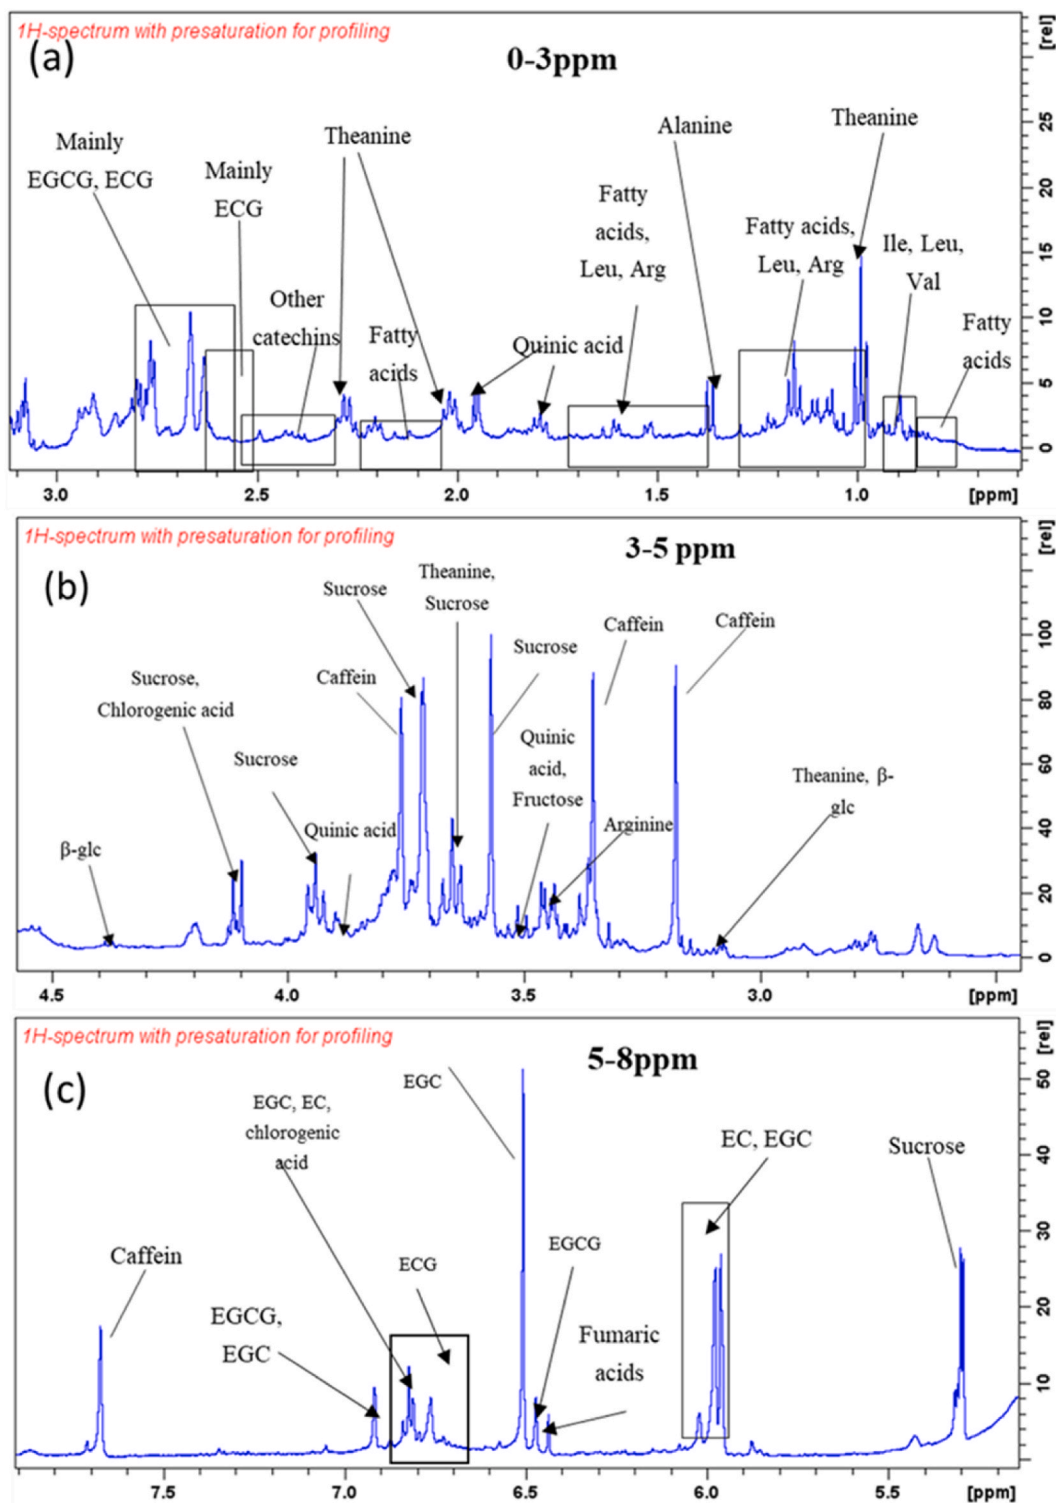 1H-spectrum with presaturation for profiling
(a)
0-3ppm
[rel]
Mainly
EGCG, ECG
Mainly
ECG
Other
catechins
Theanine
Fatty
acids
Quinic acid
Fatty
acids,
Leu, Arg
Alanine
Fatty acids,
Leu, Arg
Theanine
Ile, Leu,
Val
Fatty
acids
25
20
15
10
5
0
3.0 2.5 2.0 1.5 1.0 [ppm]
1H-spectrum with presaturation for profiling
(b)
3-5 ppm
[rel]
β-glc
Sucrose,
Chlorogenic acid
Sucrose
Quinic acid
Caffein
Sucrose
Theanine,
Sucrose
Sucrose
Quinic
acid,
Fructose
Caffein
Arginine
Caffein
Theanine, β-
glc
100
80
60
40
20
0
4.5 4.0 3.5 3.0 [ppm]
1H-spectrum with presaturation for profiling
(c)
5-8ppm
[rel]
Caffein
EGCG,
EGC
EGC, EC,
chlorogenic
acid
ECG
EGC
EGCG
Fumaric
acids
EC, EGC
Sucrose
50
40
30
20
10
7.5 7.0 6.5 6.0 5.5 [ppm]